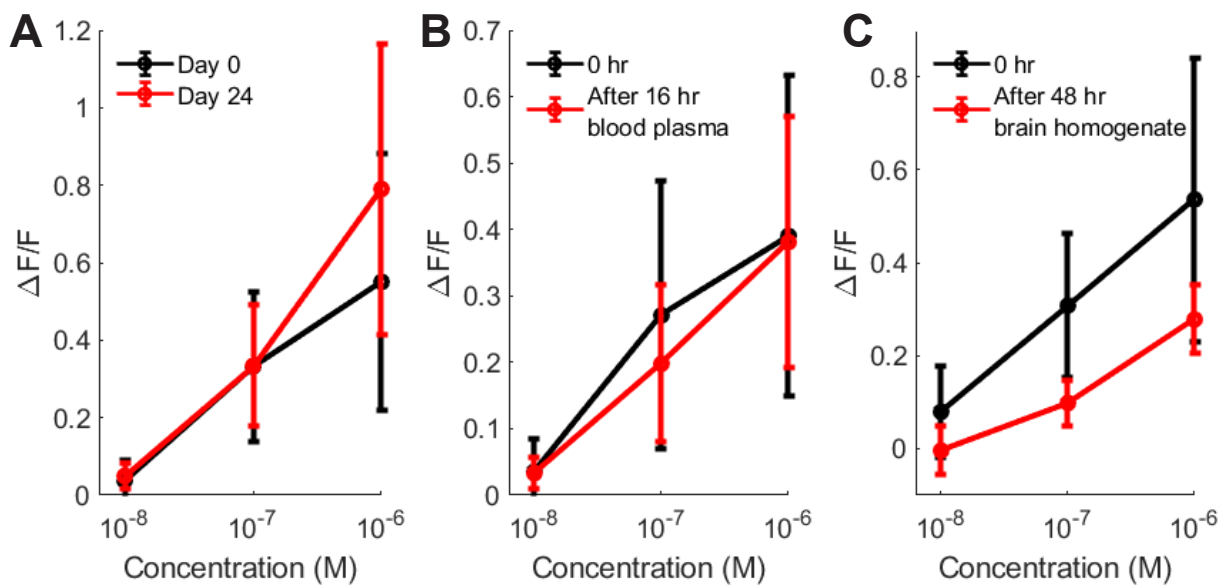 A
1.2
1
0.8
0.6
0.4
0.2
0
ΔF/F
Day 0
Day 24
10-8
10-7
10-6
Concentration (M)
B
0.7
0.6
0.5
0.4
0.3
0.2
0.1
0
ΔF/F
0 hr
After 16 hr
blood plasma
10-8
10-7
10-6
Concentration (M)
C
0.8
0.6
0.4
0.2
0
ΔF/F
0 hr
After 48 hr
brain homogenate
10-8
10-7
10-6
Concentration (M)